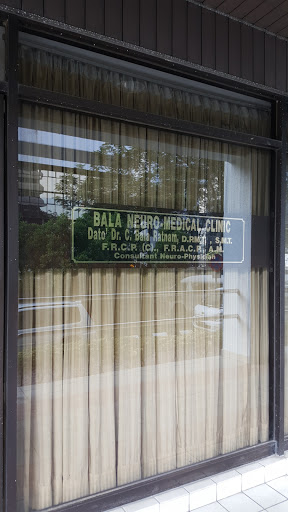 BALA NEURO-MEDICAL CLINIC
Dato' Dr. C. Bala Ratnam, S.M.T.
F.R.C.P. (C)., F.R.A.C.P., A.M.
Consultant Neuro-Physician